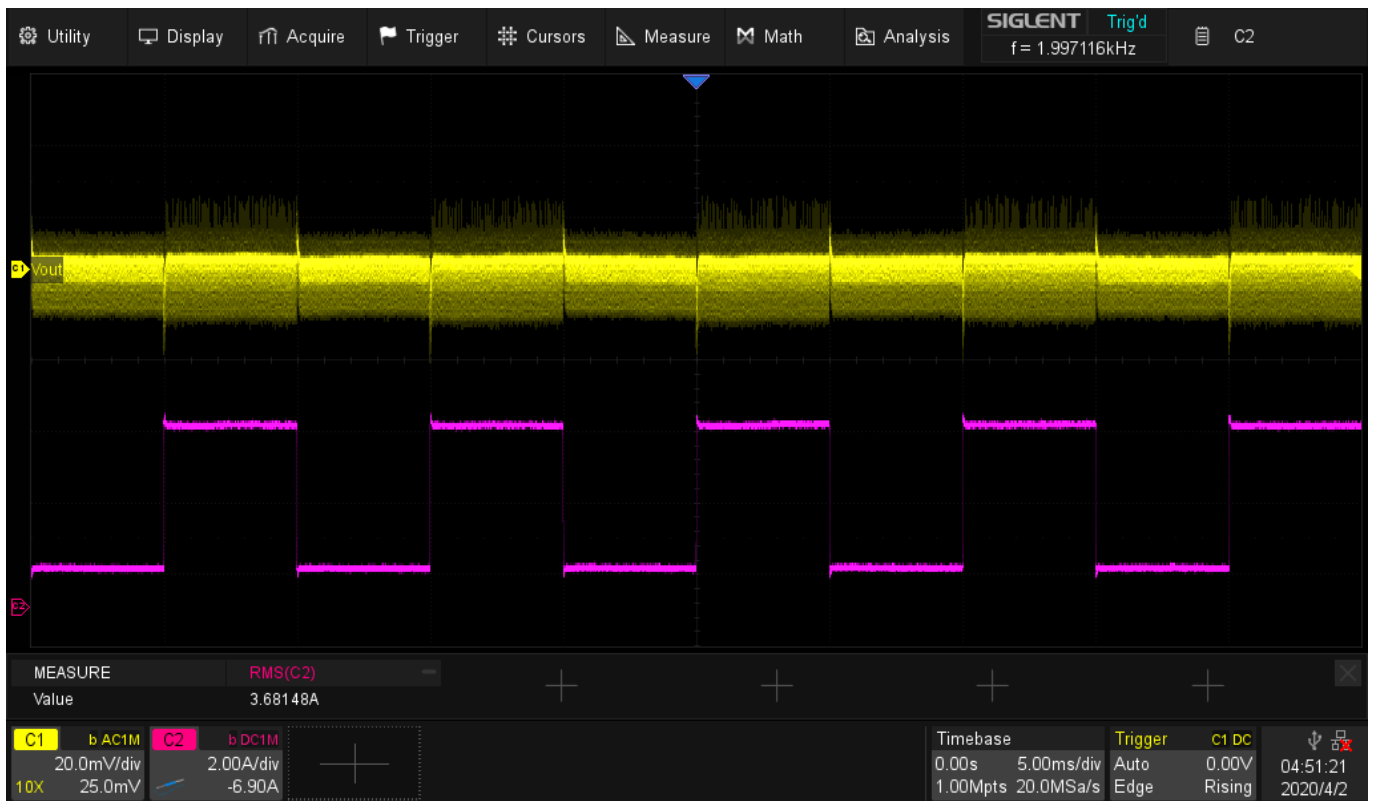 Utility Display Acquire Trigger Cursors Measure Math Analysis SIGLENT Trig'd C2
f = 1.997116kHz
C1 Vout
C2
MEASURE RMS(C2)
Value 3.68148A
C1 b AC1M C2 b DC1M Timebase Trigger C1 DC
20.0mV/div 2.00A/div 0.00s 5.00ms/div Auto 0.00V 04:51:21
10X 25.0mV -6.90A 1.00Mpts 20.0MSa/s Edge Rising 2020/4/2